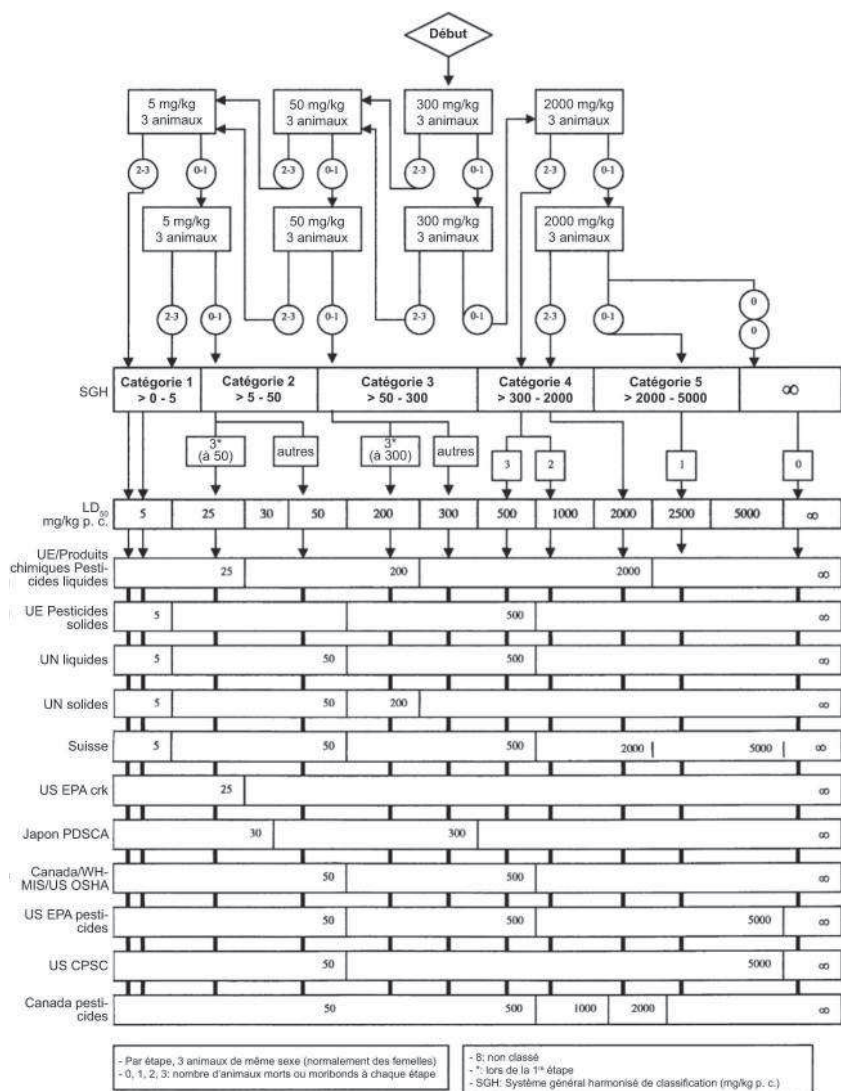 Début
5 mg/kg
3 animaux
50 mg/kg
3 animaux
300 mg/kg
3 animaux
2000 mg/kg
3 animaux
2-3 0-1 2-3 0-1 2-3 0-1 2-3 0-1
5 mg/kg
3 animaux
50 mg/kg
3 animaux
300 mg/kg
3 animaux
2000 mg/kg
3 animaux
0
2-3 0-1 2-3 0-1 2-3 0-1 2-3 0-1 0
SGH
Catégorie 1
> 0 - 5
Catégorie 2
> 5 - 50
Catégorie 3
> 50 - 300
Catégorie 4
> 300 - 2000
Catégorie 5
> 2000 - 5000
∞
3*
(à 50)
autres
3*
(à 300)
autres
3 2 1 0
LD50
mg/kg p. c.
5 25 30 50 200 300 500 1000 2000 2500 5000 ∞
UE/Produits
chimiques Pesti-
cides liquides
25 200 2000 ∞
UE Pesticides
solides
5 500 ∞
UN liquides 5 50 500 ∞
UN solides 5 50 200 ∞
Suisse 5 50 500 2000 5000 ∞
US EPA crk 25 ∞
Japon PDSCA 30 300 ∞
Canada/WH-
MIS/US OSHA
50 500 ∞
US EPA pesti-
cides
50 500 5000 ∞
US CPSC 50 5000 ∞
Canada pesti-
cides
50 500 1000 2000 ∞
- Par étape, 3 animaux de même sexe (normalement des femelles)
- 0, 1, 2, 3: nombre d'animaux morts ou moribonds à chaque étape
- 8: non classé
- *: lors de la 1re étape
- SGH: Système général harmonisé de classification (mg/kg p. c.)